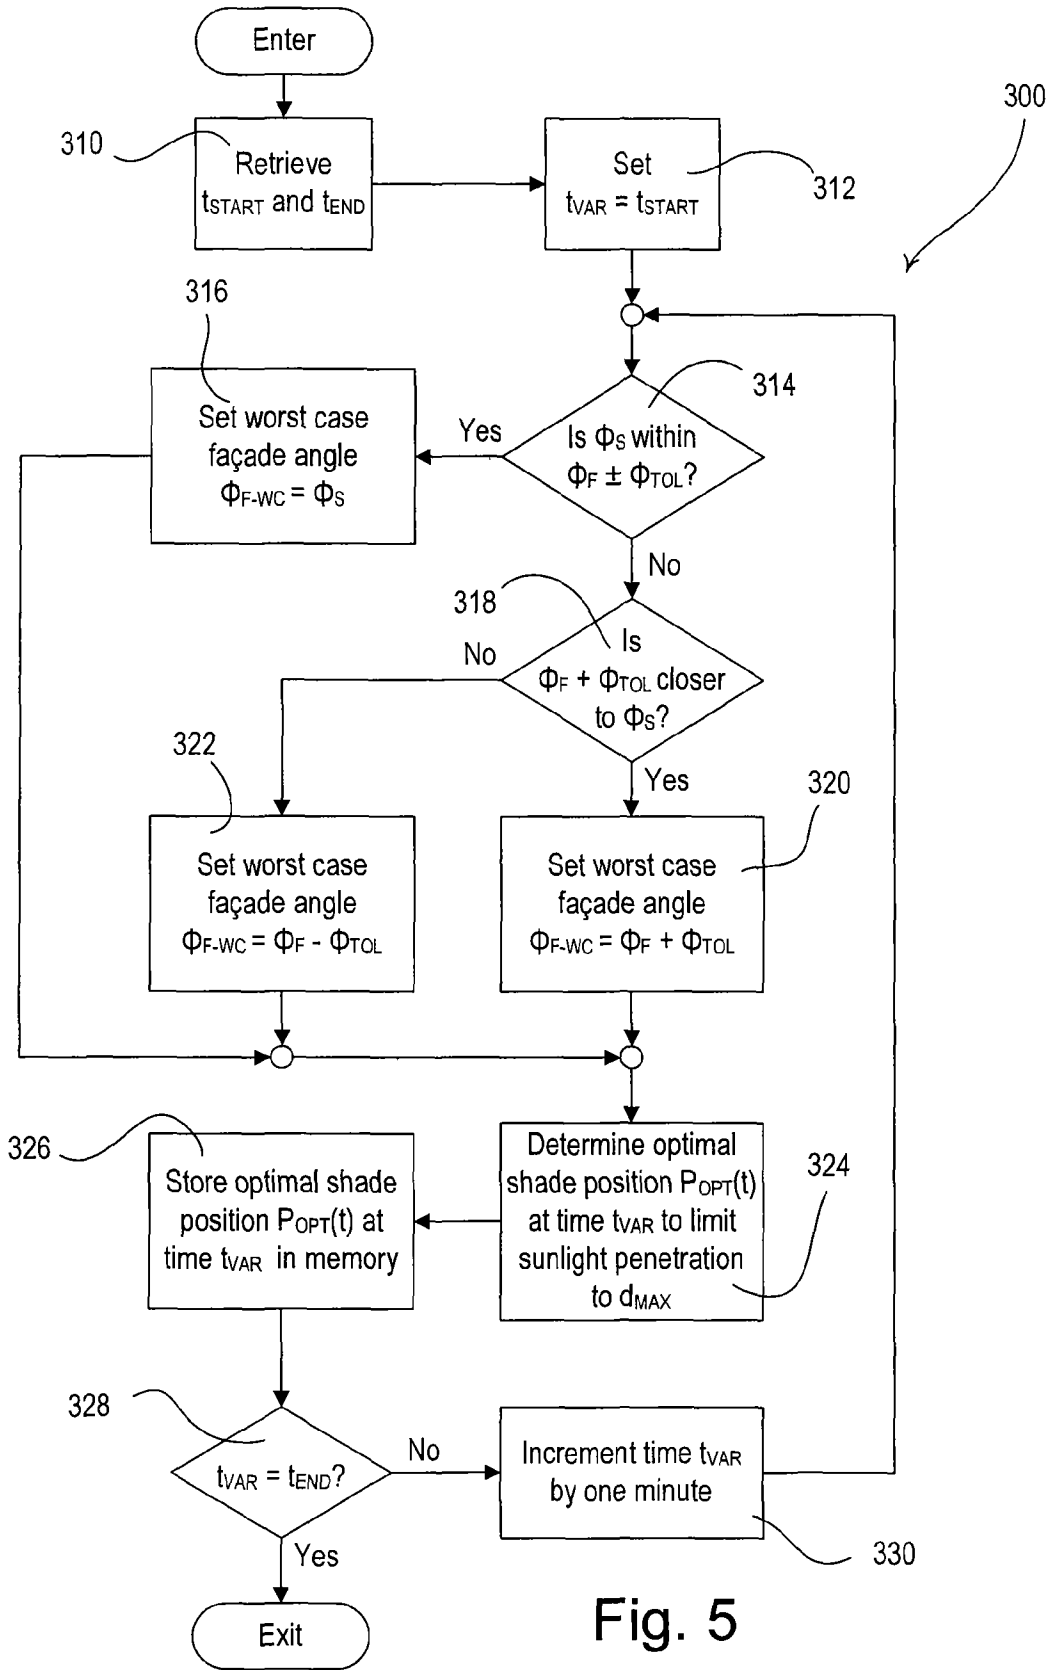 Enter
300
310
Retrieve
tSTART and tEND
Set
tVAR = tSTART
312
316
Set worst case
façade angle
ΦF-WC = ΦS
Yes
314
Is ΦS within
ΦF ± ΦTOL?
No
318
No
Is
ΦF + ΦTOL closer
to ΦS?
Yes
322
Set worst case
façade angle
ΦF-WC = ΦF - ΦTOL
320
Set worst case
façade angle
ΦF-WC = ΦF + ΦTOL
326
Store optimal shade
position POPT(t) at
time tVAR in memory
Determine optimal
shade position POPT(t)
at time tVAR to limit
sunlight penetration
to dMAX
324
328
tVAR = tEND?
No
Increment time tVAR
by one minute
330
Yes
Exit
Fig. 5